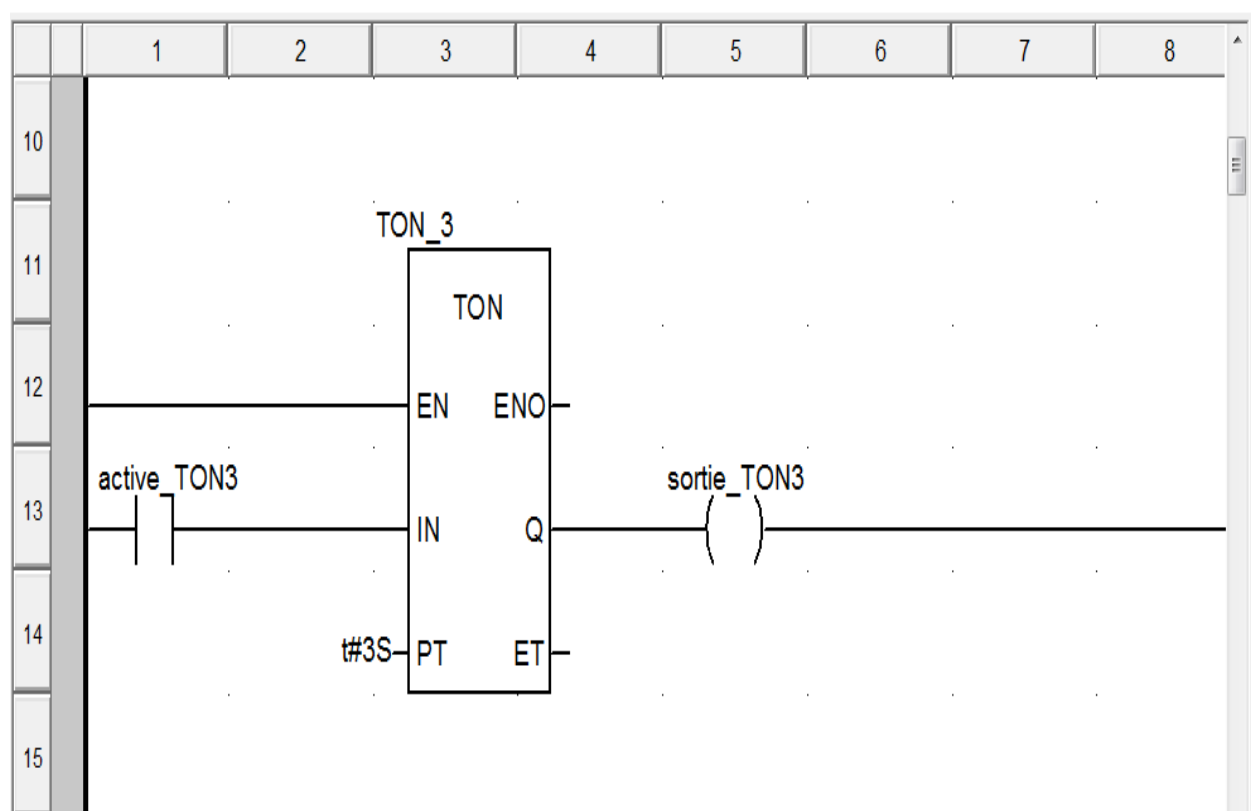 1 2 3 4 5 6 7 8
10
TON_3
11
TON
12
EN ENO
active_TON3 sortie_TON3
13
IN Q
14
t#3S PT ET
15